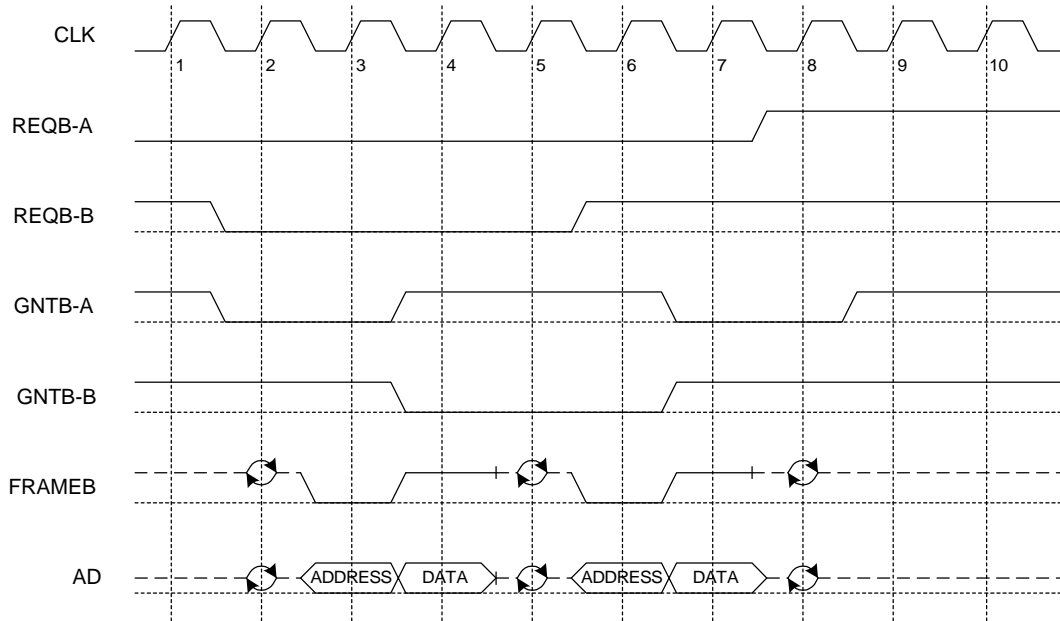 CLK
1 2 3 4 5 6 7 8 9 10
REQB-A
REQB-B
GNTB-A
GNTB-B
FRAMEB
AD ADDRESS DATA ADDRESS DATA